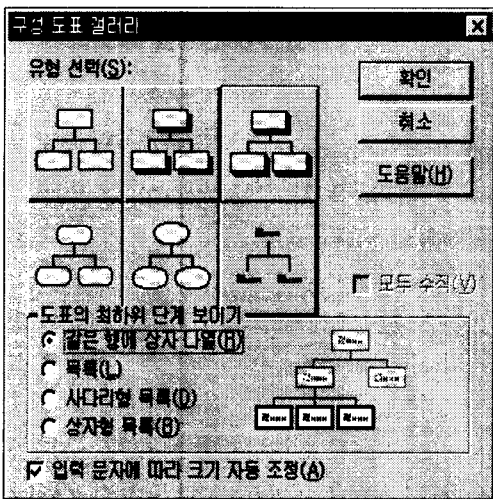 구성 도표 갤러리
유형 선택(S):
확인
취소
도움말(H)
모두 수직(V)
도표의 최하위 단계 보이기
같은 행에 상자 나열(H)
목록(L)
사다리형 목록(D)
상자형 목록(B)
입력 문자에 따라 크기 자동 조정(A)